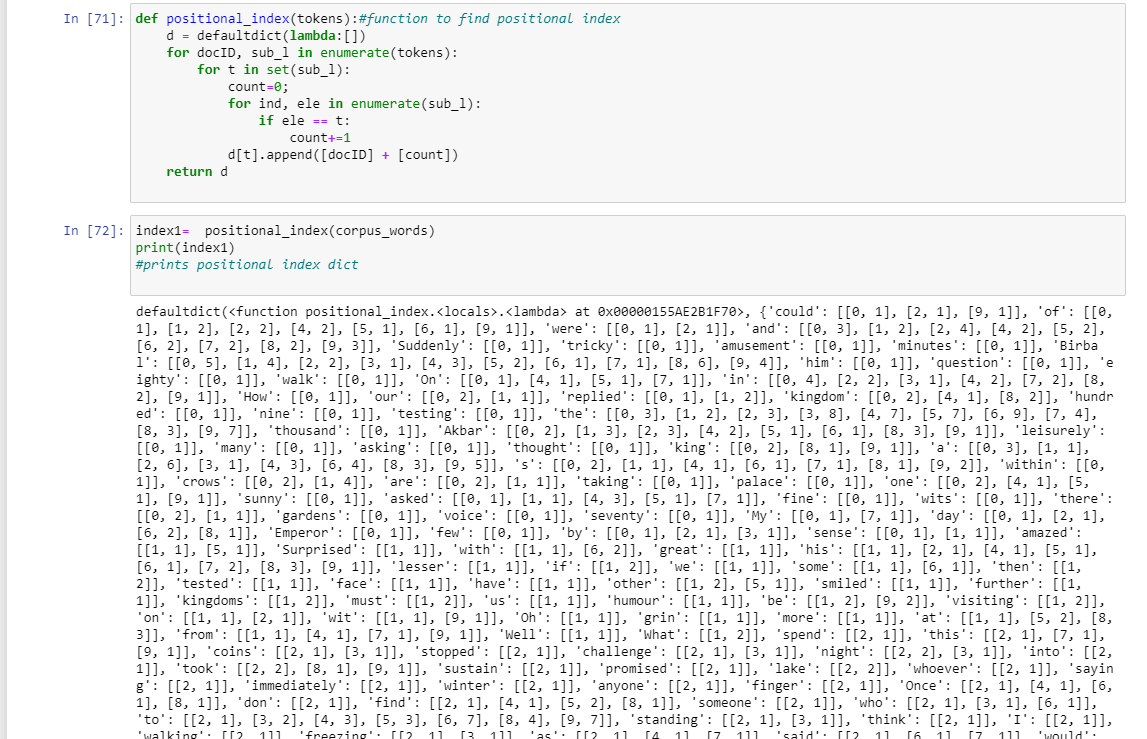 In [71]: def positional_index(tokens):#function to find positional index
    d = defaultdict(lambda:[])
    for docID, sub_l in enumerate(tokens):
        for t in set(sub_l):
            count=0;
            for ind, ele in enumerate(sub_l):
                if ele == t:
                    count+=1
            d[t].append([docID] + [count])
    return d
In [72]: index1=  positional_index(corpus_words)
print(index1)
#prints positional index dict
defaultdict(<function positional_index.<locals>.<lambda> at 0x00000155AE2B1F70>, {'could': [[0, 1], [2, 1], [9, 1]], 'of': [[0,
1], [1, 2], [2, 2], [4, 2], [5, 1], [6, 1], [9, 1]], 'were': [[0, 1], [2, 1]], 'and': [[0, 3], [1, 2], [2, 4], [4, 2], [5, 2],
[6, 2], [7, 2], [8, 2], [9, 3]], 'Suddenly': [[0, 1]], 'tricky': [[0, 1]], 'amusement': [[0, 1]], 'minutes': [[0, 1]], 'Birba
l': [[0, 5], [1, 4], [2, 2], [3, 1], [4, 3], [5, 2], [6, 1], [7, 1], [8, 6], [9, 4]], 'him': [[0, 1]], 'question': [[0, 1]], 'e
ighty': [[0, 1]], 'walk': [[0, 1]], 'On': [[0, 1], [4, 1], [5, 1], [7, 1]], 'in': [[0, 4], [2, 2], [3, 1], [4, 2], [7, 2], [8,
2], [9, 1]], 'How': [[0, 1]], 'our': [[0, 2], [1, 1]], 'replied': [[0, 1], [1, 2]], 'kingdom': [[0, 2], [4, 1], [8, 2]], 'hundr
ed': [[0, 1]], 'nine': [[0, 1]], 'testing': [[0, 1]], 'the': [[0, 3], [1, 2], [2, 3], [3, 8], [4, 7], [5, 7], [6, 9], [7, 4],
[8, 3], [9, 7]], 'thousand': [[0, 1]], 'Akbar': [[0, 2], [1, 3], [2, 3], [4, 2], [5, 1], [6, 1], [8, 3], [9, 1]], 'leisurely':
[[0, 1]], 'many': [[0, 1]], 'asking': [[0, 1]], 'thought': [[0, 1]], 'king': [[0, 2], [8, 1], [9, 1]], 'a': [[0, 3], [1, 1],
[2, 6], [3, 1], [4, 3], [6, 4], [8, 3], [9, 5]], 's': [[0, 2], [1, 1], [4, 1], [6, 1], [7, 1], [8, 1], [9, 2]], 'within': [[0,
1]], 'crows': [[0, 2], [1, 4]], 'are': [[0, 2], [1, 1]], 'taking': [[0, 1]], 'palace': [[0, 1]], 'one': [[0, 2], [4, 1], [5,
1], [9, 1]], 'sunny': [[0, 1]], 'asked': [[0, 1], [1, 1], [4, 3], [5, 1], [7, 1]], 'fine': [[0, 1]], 'wits': [[0, 1]], 'there':
[[0, 2], [1, 1]], 'gardens': [[0, 1]], 'voice': [[0, 1]], 'seventy': [[0, 1]], 'My': [[0, 1], [7, 1]], 'day': [[0, 1], [2, 1],
[6, 2], [8, 1]], 'Emperor': [[0, 1]], 'few': [[0, 1]], 'by': [[0, 1], [2, 1], [3, 1]], 'sense': [[0, 1], [1, 1]], 'amazed':
[[1, 1], [5, 1]], 'Surprised': [[1, 1]], 'with': [[1, 1], [6, 2]], 'great': [[1, 1]], 'his': [[1, 1], [2, 1], [4, 1], [5, 1],
[6, 1], [7, 2], [8, 3], [9, 1]], 'lesser': [[1, 1]], 'if': [[1, 2]], 'we': [[1, 1]], 'some': [[1, 1], [6, 1]], 'then': [[1,
2]], 'tested': [[1, 1]], 'face': [[1, 1]], 'have': [[1, 1]], 'other': [[1, 2], [5, 1]], 'smiled': [[1, 1]], 'further': [[1,
1]], 'kingdoms': [[1, 2]], 'must': [[1, 2]], 'us': [[1, 1]], 'humour': [[1, 1]], 'be': [[1, 2], [9, 2]], 'visiting': [[1, 2]],
'on': [[1, 1], [2, 1]], 'wit': [[1, 1], [9, 1]], 'Oh': [[1, 1]], 'grin': [[1, 1]], 'more': [[1, 1]], 'at': [[1, 1], [5, 2], [8,
3]], 'from': [[1, 1], [4, 1], [7, 1], [9, 1]], 'Well': [[1, 1]], 'What': [[1, 2]], 'spend': [[2, 1]], 'this': [[2, 1], [7, 1],
[9, 1]], 'coins': [[2, 1], [3, 1]], 'stopped': [[2, 1]], 'challenge': [[2, 1], [3, 1]], 'night': [[2, 2], [3, 1]], 'into': [[2,
1]], 'took': [[2, 2], [8, 1], [9, 1]], 'sustain': [[2, 1]], 'promised': [[2, 1]], 'lake': [[2, 2]], 'whoever': [[2, 1]], 'sayin
g': [[2, 1]], 'immediately': [[2, 1]], 'winter': [[2, 1]], 'anyone': [[2, 1]], 'finger': [[2, 1]], 'Once': [[2, 1], [4, 1], [6,
1], [8, 1]], 'don': [[2, 1]], 'find': [[2, 1], [4, 1], [5, 2], [8, 1]], 'someone': [[2, 1]], 'who': [[2, 1], [3, 1], [6, 1]],
'to': [[2, 1], [3, 2], [4, 3], [5, 3], [6, 7], [8, 4], [9, 7]], 'standing': [[2, 1], [3, 1]], 'think': [[2, 1]], 'I': [[2, 1]],
'walking': [[2, 1]], 'freezing': [[2, 1], [3, 1]], 'as': [[2, 1], [4, 1], [7, 1]], 'said': [[2, 1], [6, 1], [7, 1]], 'would':